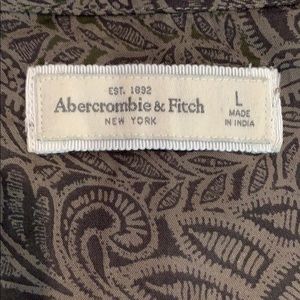 EST. 1892
Abercrombie & Fitch
NEW YORK
L
MADE
IN INDIA